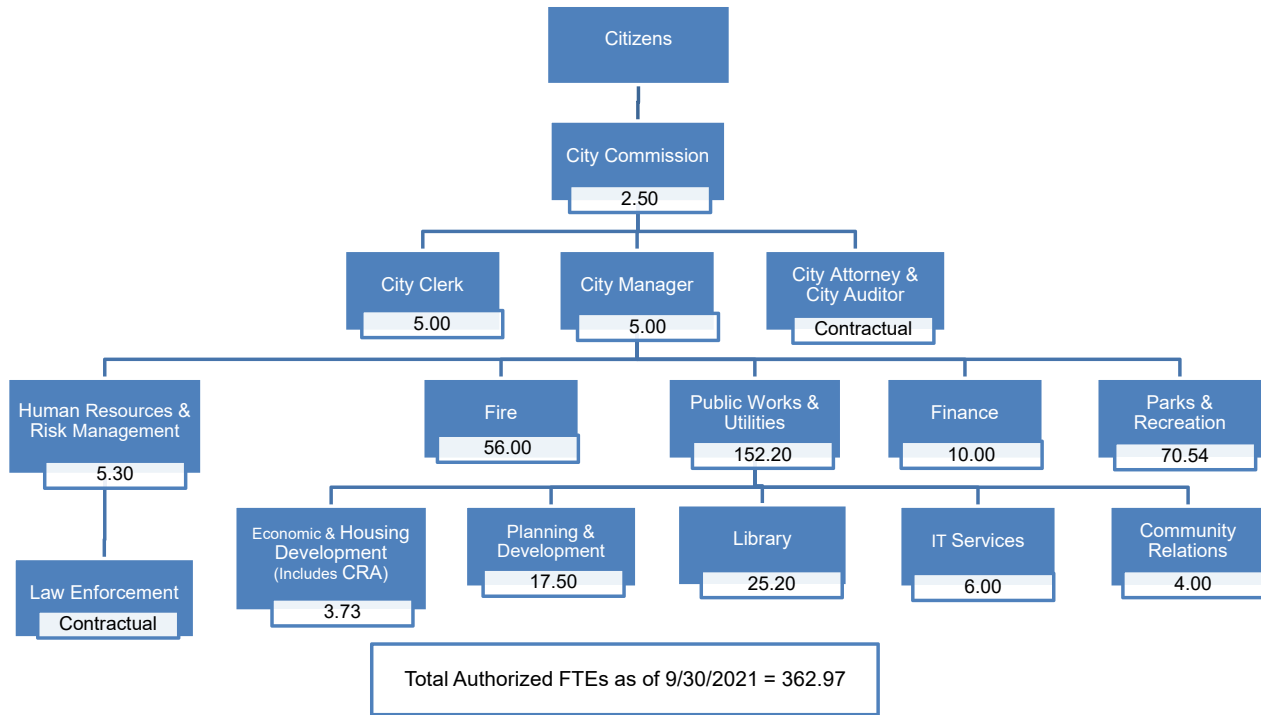 Citizens
City Commission
2.50
City Clerk
5.00
City Manager
5.00
City Attorney &
City Auditor
Contractual
Human Resources &
Risk Management
5.30
Fire
56.00
Public Works &
Utilities
152.20
Finance
10.00
Parks &
Recreation
70.54
Law Enforcement
Contractual
Economic & Housing
Development
(Includes CRA)
3.73
Planning &
Development
17.50
Library
25.20
IT Services
6.00
Community
Relations
4.00
Total Authorized FTEs as of 9/30/2021 = 362.97